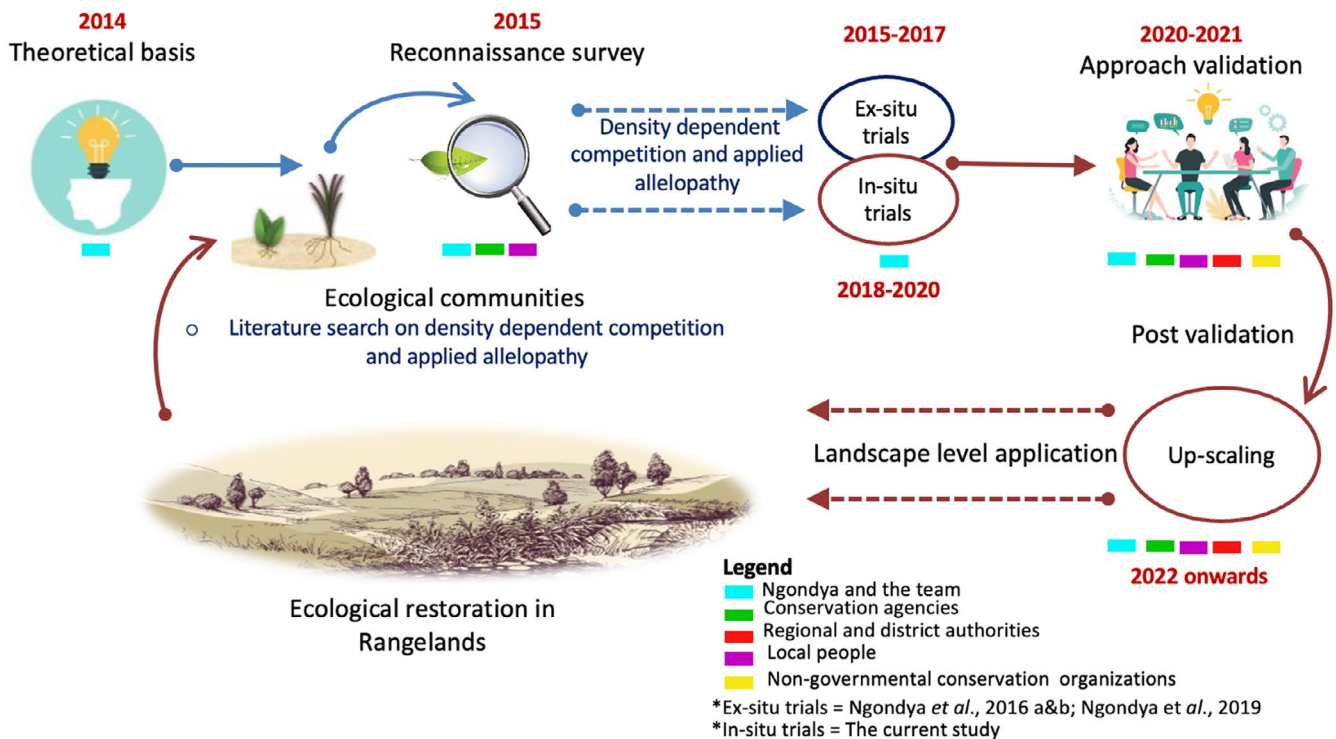 2014
Theoretical basis
2015
Reconnaissance survey
2015-2017
2020-2021
Approach validation
Density dependent
competition and applied
allelopathy
Ex-situ
trials
In-situ
trials
2018-2020
Ecological communities
o Literature search on density dependent competition
and applied allelopathy
Post validation
Landscape level application
Up-scaling
2022 onwards
Ecological restoration in
Rangelands
Legend
Ngondya and the team
Conservation agencies
Regional and district authorities
Local people
Non-governmental conservation organizations
*Ex-situ trials = Ngondya et al., 2016 a&b; Ngondya et al., 2019
*In-situ trials = The current study